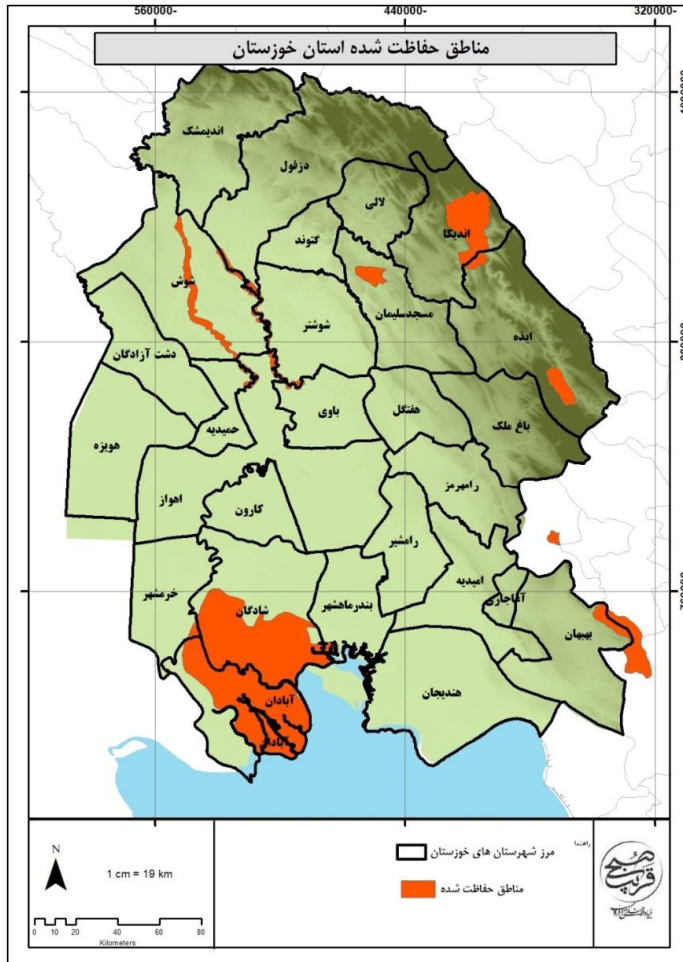 560000-
440000-
320000-
مناطق حفاظت شده استان خوزستان
اندیمشک
دزفول
لالی
اندیکا
گتوند
شوش
شوشتر
مسجدسلیمان
ایذه
دشت آزادگان
باوی
هفتگل
باغ ملک
حمیدیه
هویزه
اهواز
کارون
رامهرمز
رامشیر
خرمشهر
شادگان
بندرماهشهر
امیدیه
آغاجاری
بهبهان
آبادان
هندیجان
آبادان
N
1 cm = 19 km
0 10 20 40 60 80
Kilometers
راهنما
مرز شهرستان های خوزستان
مناطق حفاظت شده